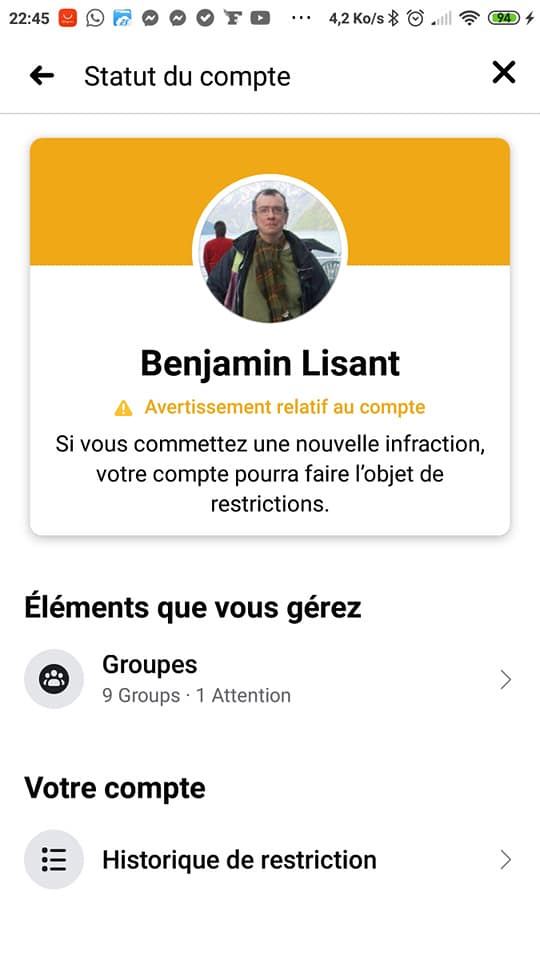 22:45 ... 4,2 Ko/s 94
Statut du compte
Benjamin Lisant
Avertissement relatif au compte
Si vous commettez une nouvelle infraction,
votre compte pourra faire l’objet de
restrictions.
Éléments que vous gérez
Groupes
9 Groups · 1 Attention
Votre compte
Historique de restriction